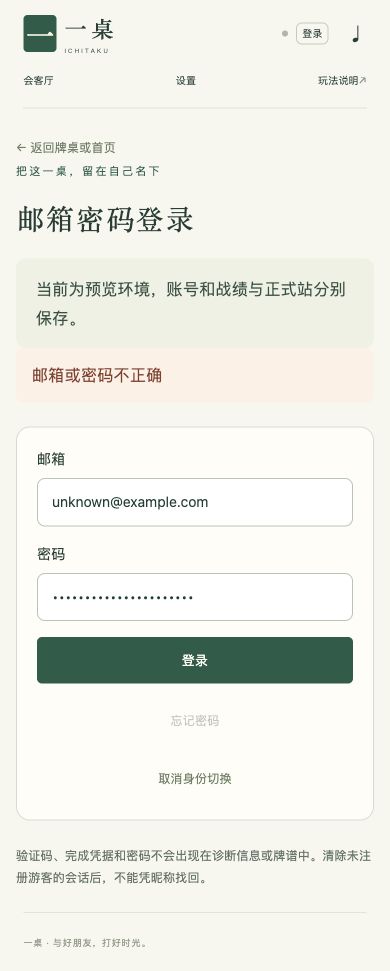 一 一桌
ICHITAKU
登录
♩
会客厅 设置 玩法说明↗
← 返回牌桌或首页
把这一桌，留在自己名下
邮箱密码登录
当前为预览环境，账号和战绩与正式站分别
保存。
邮箱或密码不正确
邮箱
unknown@example.com
密码
••••••••••••••••••••••
登录
忘记密码
取消身份切换
验证码、完成凭据和密码不会出现在诊断信息或牌谱中。清除未注
册游客的会话后，不能凭昵称找回。
一桌 · 与好朋友，打好时光。